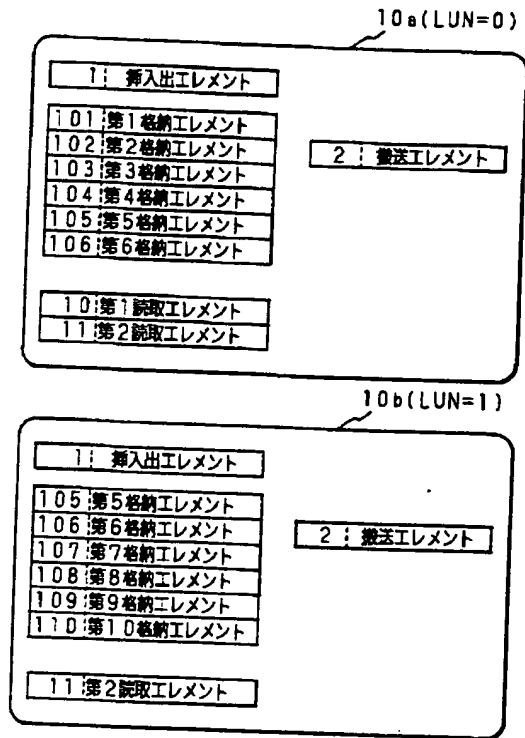 10a(LUN=0)
1 挿入出エレメント
101 第1格納エレメント
102 第2格納エレメント
2 搬送エレメント
103 第3格納エレメント
104 第4格納エレメント
105 第5格納エレメント
106 第6格納エレメント
10 第1読取エレメント
11 第2読取エレメント
10b(LUN=1)
1 挿入出エレメント
105 第5格納エレメント
106 第6格納エレメント
2 搬送エレメント
107 第7格納エレメント
108 第8格納エレメント
109 第9格納エレメント
110 第10格納エレメント
11 第2読取エレメント